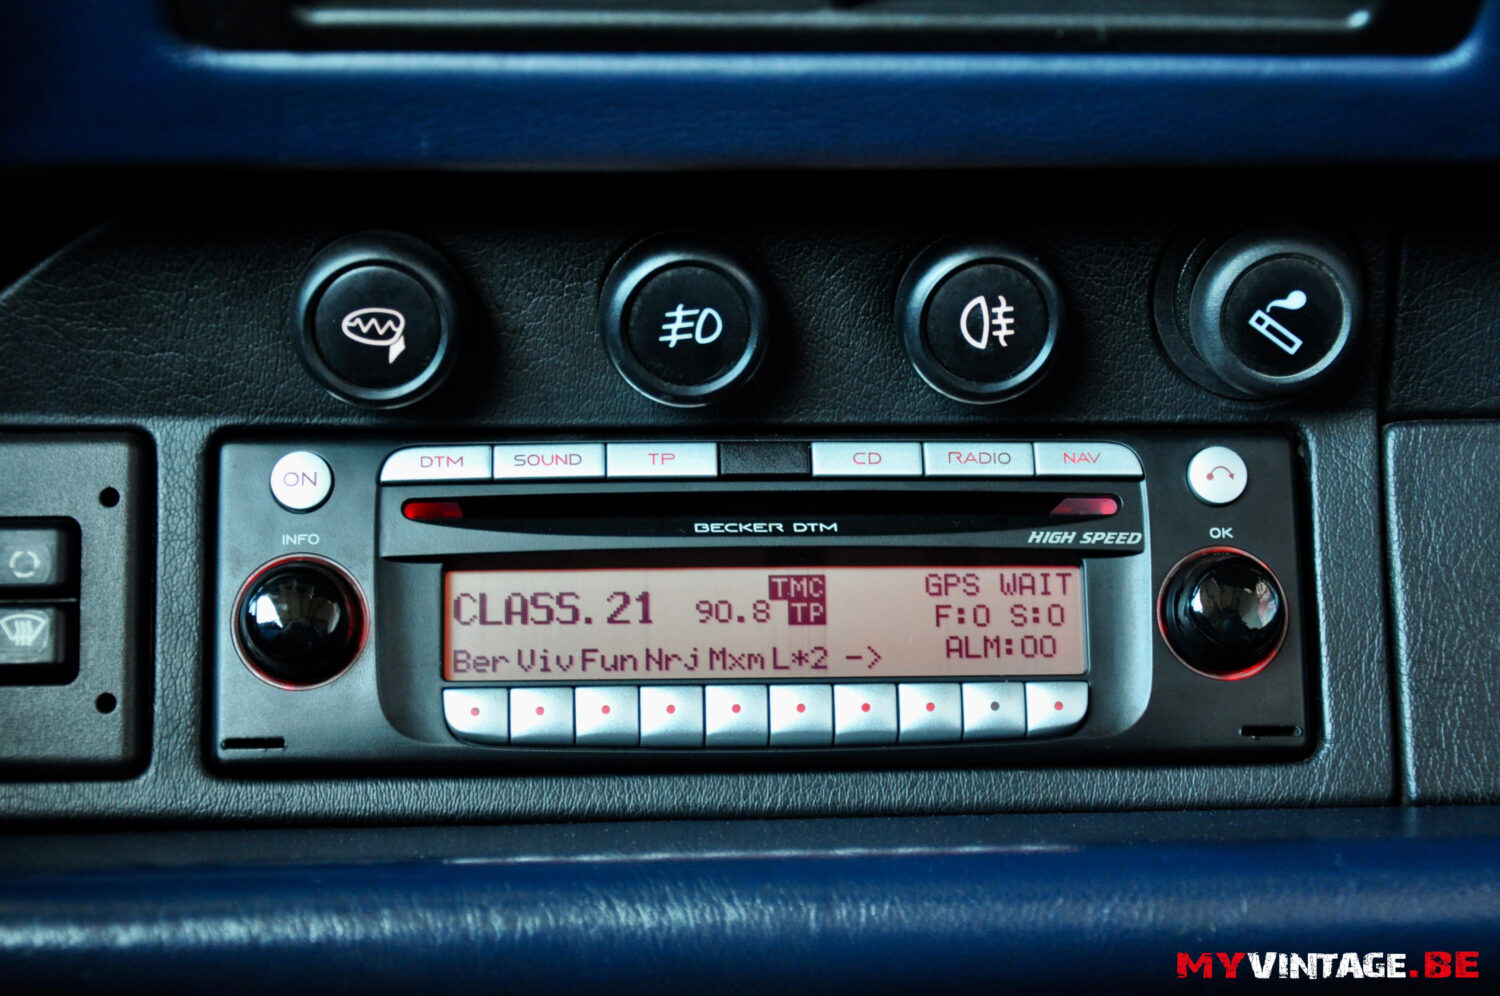 ON
DTM SOUND TP CD RADIO NAV
BECKER DTM
HIGH SPEED
INFO
OK
CLASS.21 90.8 TMC TP
GPS WAIT
F:0 S:0
ALM:00
Ber Viv Fun Nrj Mxm L*2 ->
MYVINTAGE.BE